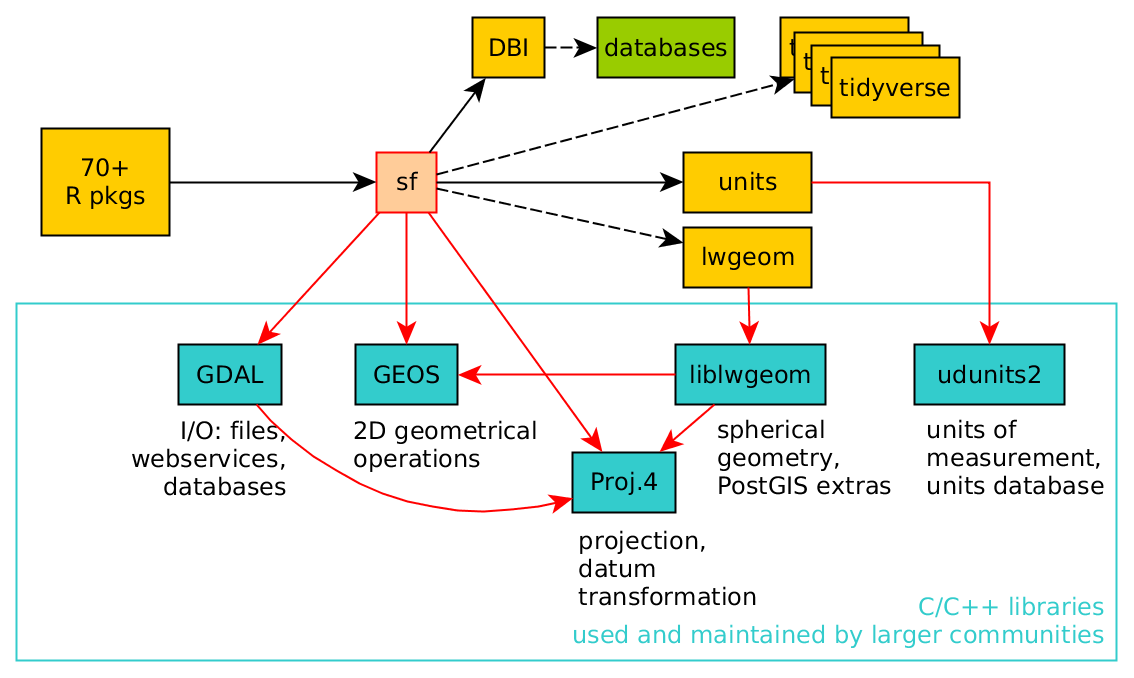 DBI
databases
t
t
t
tidyverse
70+
R pkgs
sf
units
lwgeom
GDAL
GEOS
liblwgeom
udunits2
I/O: files,
webservices,
databases
2D geometrical
operations
Proj.4
spherical
geometry,
PostGIS extras
units of
measurement,
units database
projection,
datum
transformation
C/C++ libraries
used and maintained by larger communities